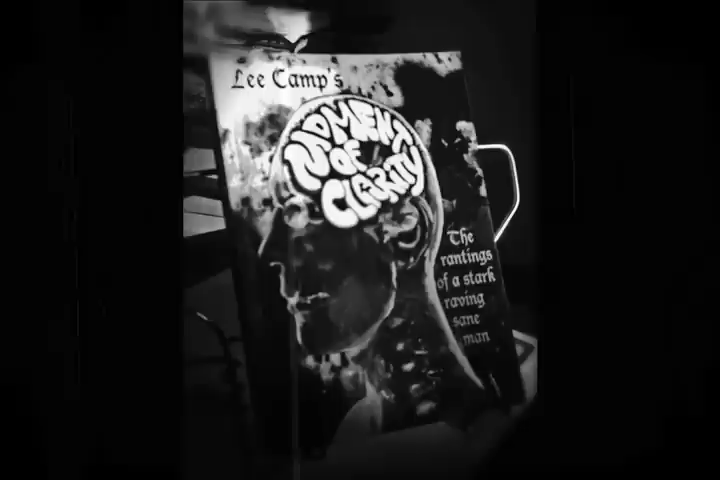 Lee Camp's
MOMENT
OF
CLARITY
The
rantings
of a stark
raving
sane
man